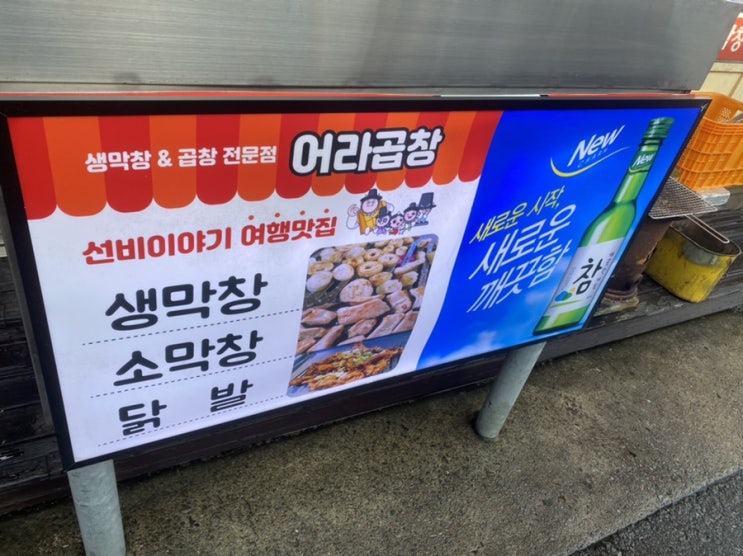 생막창 & 곱창 전문점 어라곱창
선비이야기 여행맛집
생막창
소막창
닭 발
New
새로운 시작
새로운
깨끗함
New
참